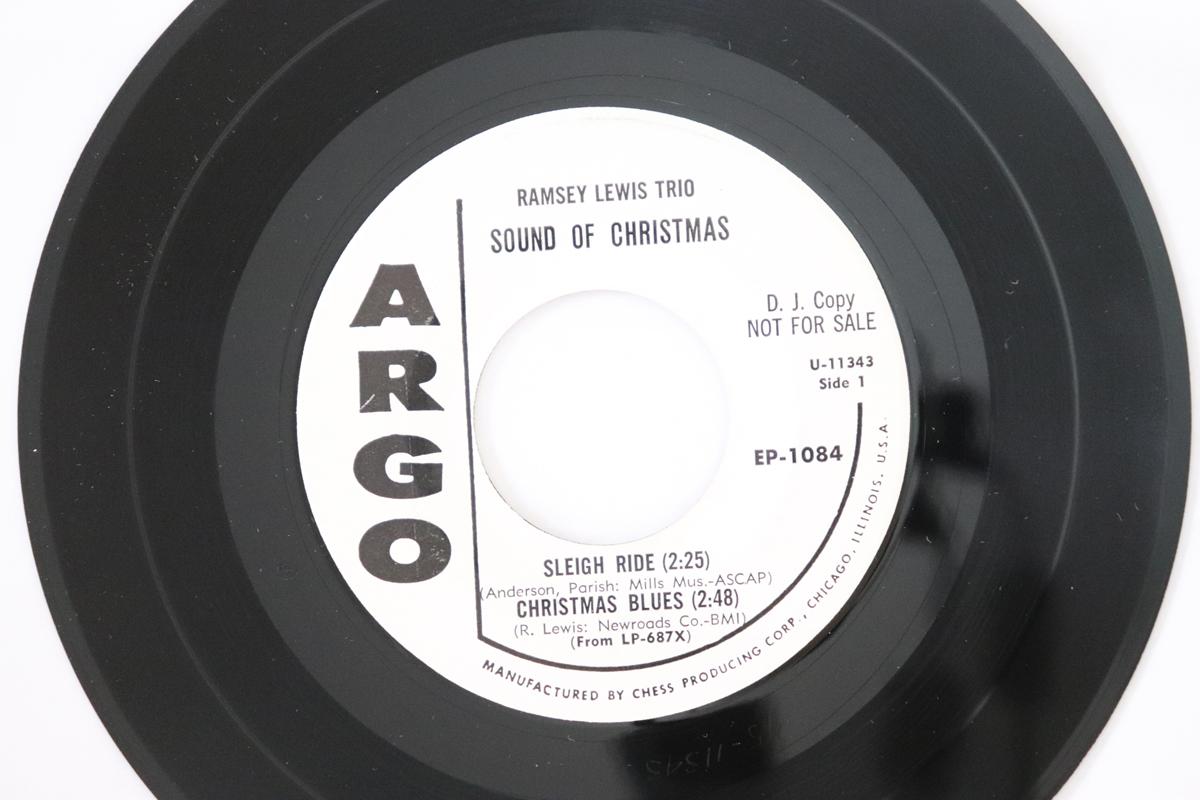 RAMSEY LEWIS TRIO
SOUND OF CHRISTMAS
ARGO
D. J. Copy
NOT FOR SALE
U-11343
Side 1
EP-1084
SLEIGH RIDE (2:25)
(Anderson, Parish: Mills Mus.-ASCAP)
CHRISTMAS BLUES (2:48)
(R. Lewis: Newroads Co.-BMI)
(From LP-687X)
MANUFACTURED BY CHESS PRODUCING CORP., CHICAGO, ILLINOIS, U.S.A.